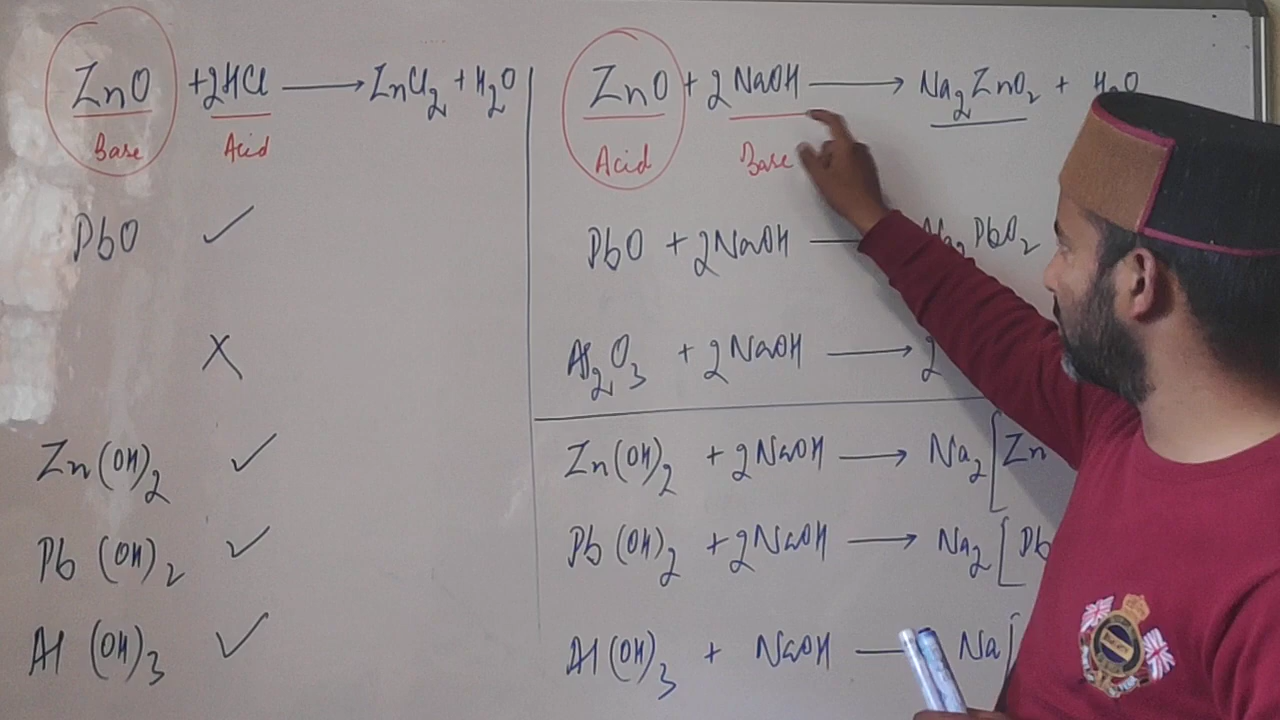 ZnO + 2HCl ⟶ ZnCl₂ + H₂O
Base Acid
PbO ✓
X
Zn(OH)₂ ✓
Pb(OH)₂ ✓
Al(OH)₃ ✓
ZnO + 2NaOH ⟶ Na₂ZnO₂ + H₂O
Acid Base
PbO + 2NaOH ⟶ Na₂PbO₂
As₂O₃ + 2NaOH ⟶ 2
Zn(OH)₂ + 2NaOH ⟶ Na₂[Zn
Pb(OH)₂ + 2NaOH ⟶ Na₂[Pb
Al(OH)₃ + NaOH ⟶ Na[